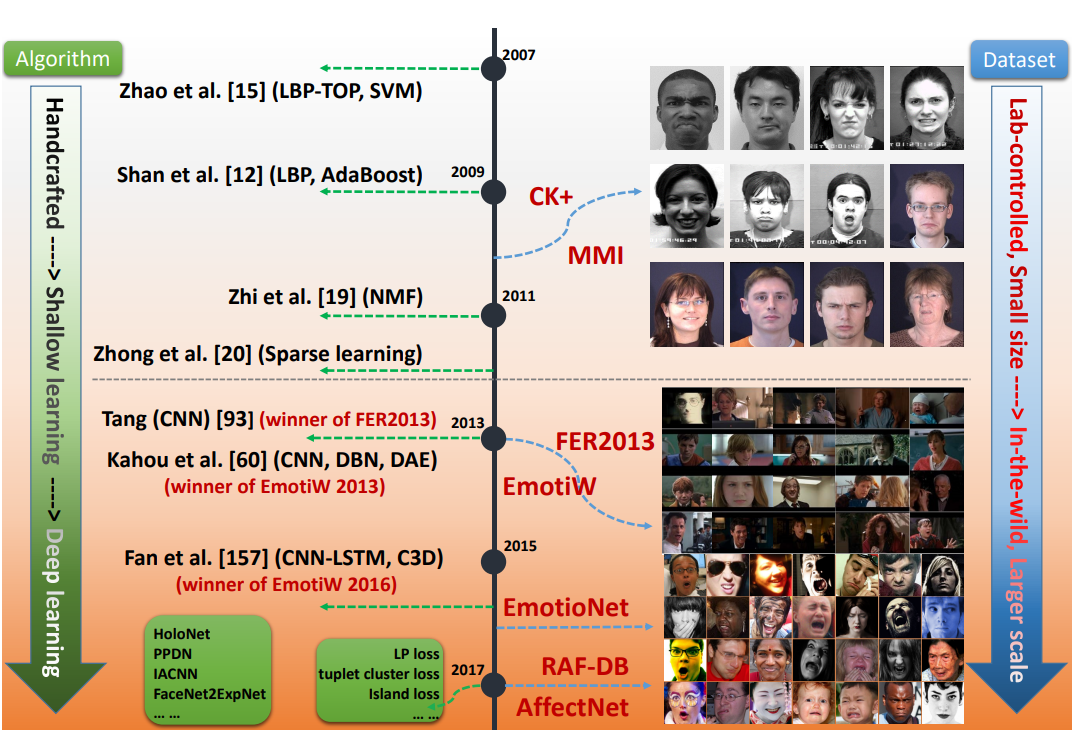 Algorithm
Dataset
Handcrafted ----> Shallow learning ----> Deep learning
Lab-controlled, Small size ----> In-the-wild, Larger scale
2007
Zhao et al. [15] (LBP-TOP, SVM)
Shan et al. [12] (LBP, AdaBoost)
2009
CK+
MMI
Zhi et al. [19] (NMF)
2011
Zhong et al. [20] (Sparse learning)
Tang (CNN) [93] (winner of FER2013)
2013
FER2013
Kahou et al. [60] (CNN, DBN, DAE)
(winner of EmotiW 2013)
EmotiW
2015
Fan et al. [157] (CNN-LSTM, C3D)
(winner of EmotiW 2016)
EmotioNet
HoloNet
PPDN
IACNN
FaceNet2ExpNet
... ...
LP loss
tuplet cluster loss
Island loss
... ...
2017
RAF-DB
AffectNet